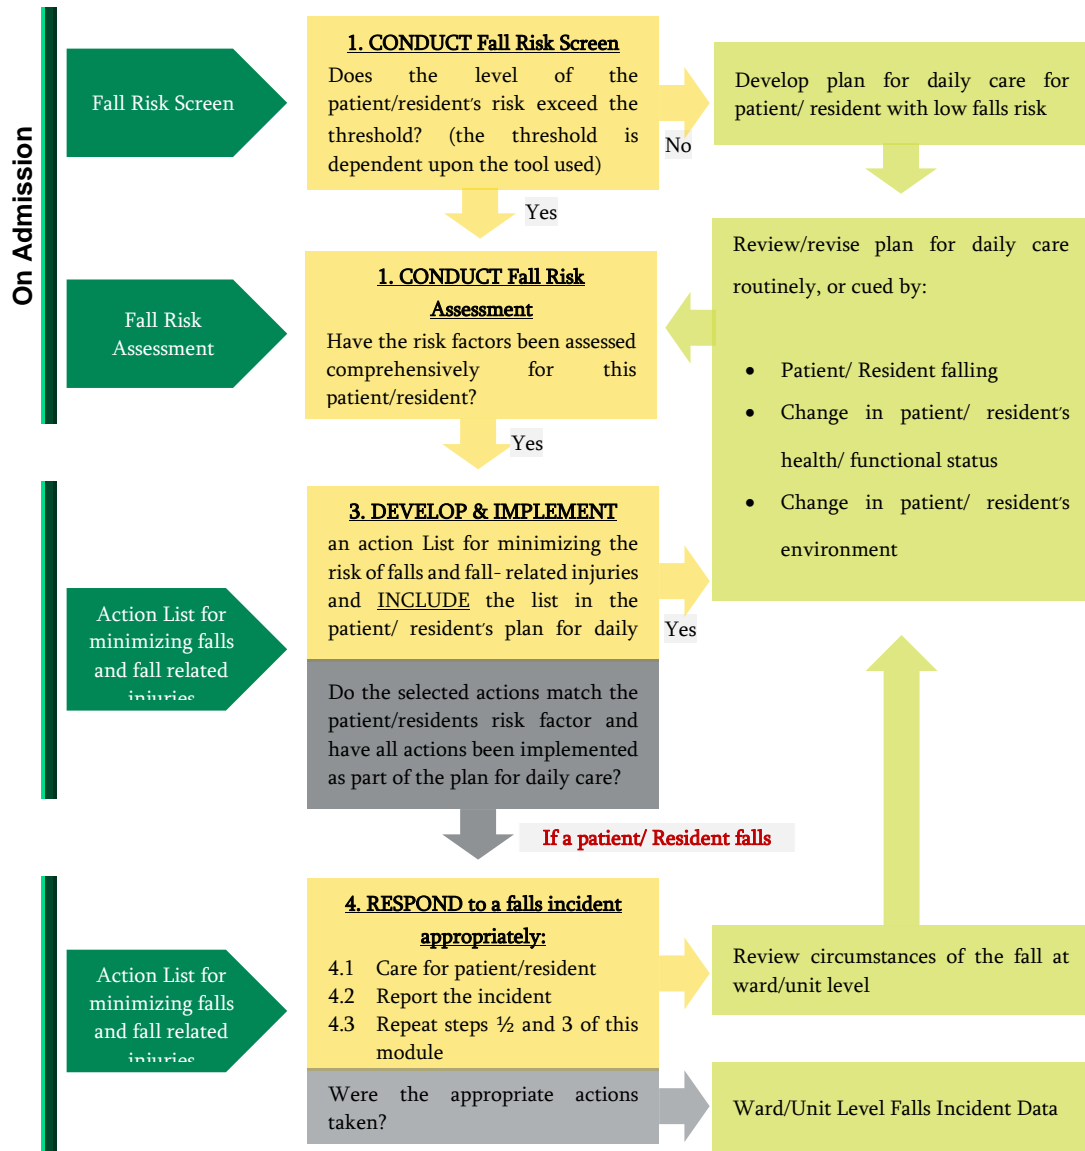 On Admission
Fall Risk Screen
1. CONDUCT Fall Risk Screen
Does the level of the
patient/resident's risk exceed the
threshold? (the threshold is
dependent upon the tool used)
No
Develop plan for daily care for
patient/ resident with low falls risk
Yes
Fall Risk
Assessment
1. CONDUCT Fall Risk
Assessment
Have the risk factors been assessed
comprehensively for this
patient/resident?
Review/revise plan for daily care
routinely, or cued by:
• Patient/ Resident falling
• Change in patient/ resident's
health/ functional status
• Change in patient/ resident's
environment
Yes
Action List for
minimizing falls
and fall related
injuries
3. DEVELOP & IMPLEMENT
an action List for minimizing the
risk of falls and fall- related injuries
and INCLUDE the list in the
patient/ resident's plan for daily
Yes
Do the selected actions match the
patient/residents risk factor and
have all actions been implemented
as part of the plan for daily care?
If a patient/ Resident falls
Action List for
minimizing falls
and fall related
injuries
4. RESPOND to a falls incident
appropriately:
4.1 Care for patient/resident
4.2 Report the incident
4.3 Repeat steps ½ and 3 of this
module
Review circumstances of the fall at
ward/unit level
Were the appropriate actions
taken?
Ward/Unit Level Falls Incident Data